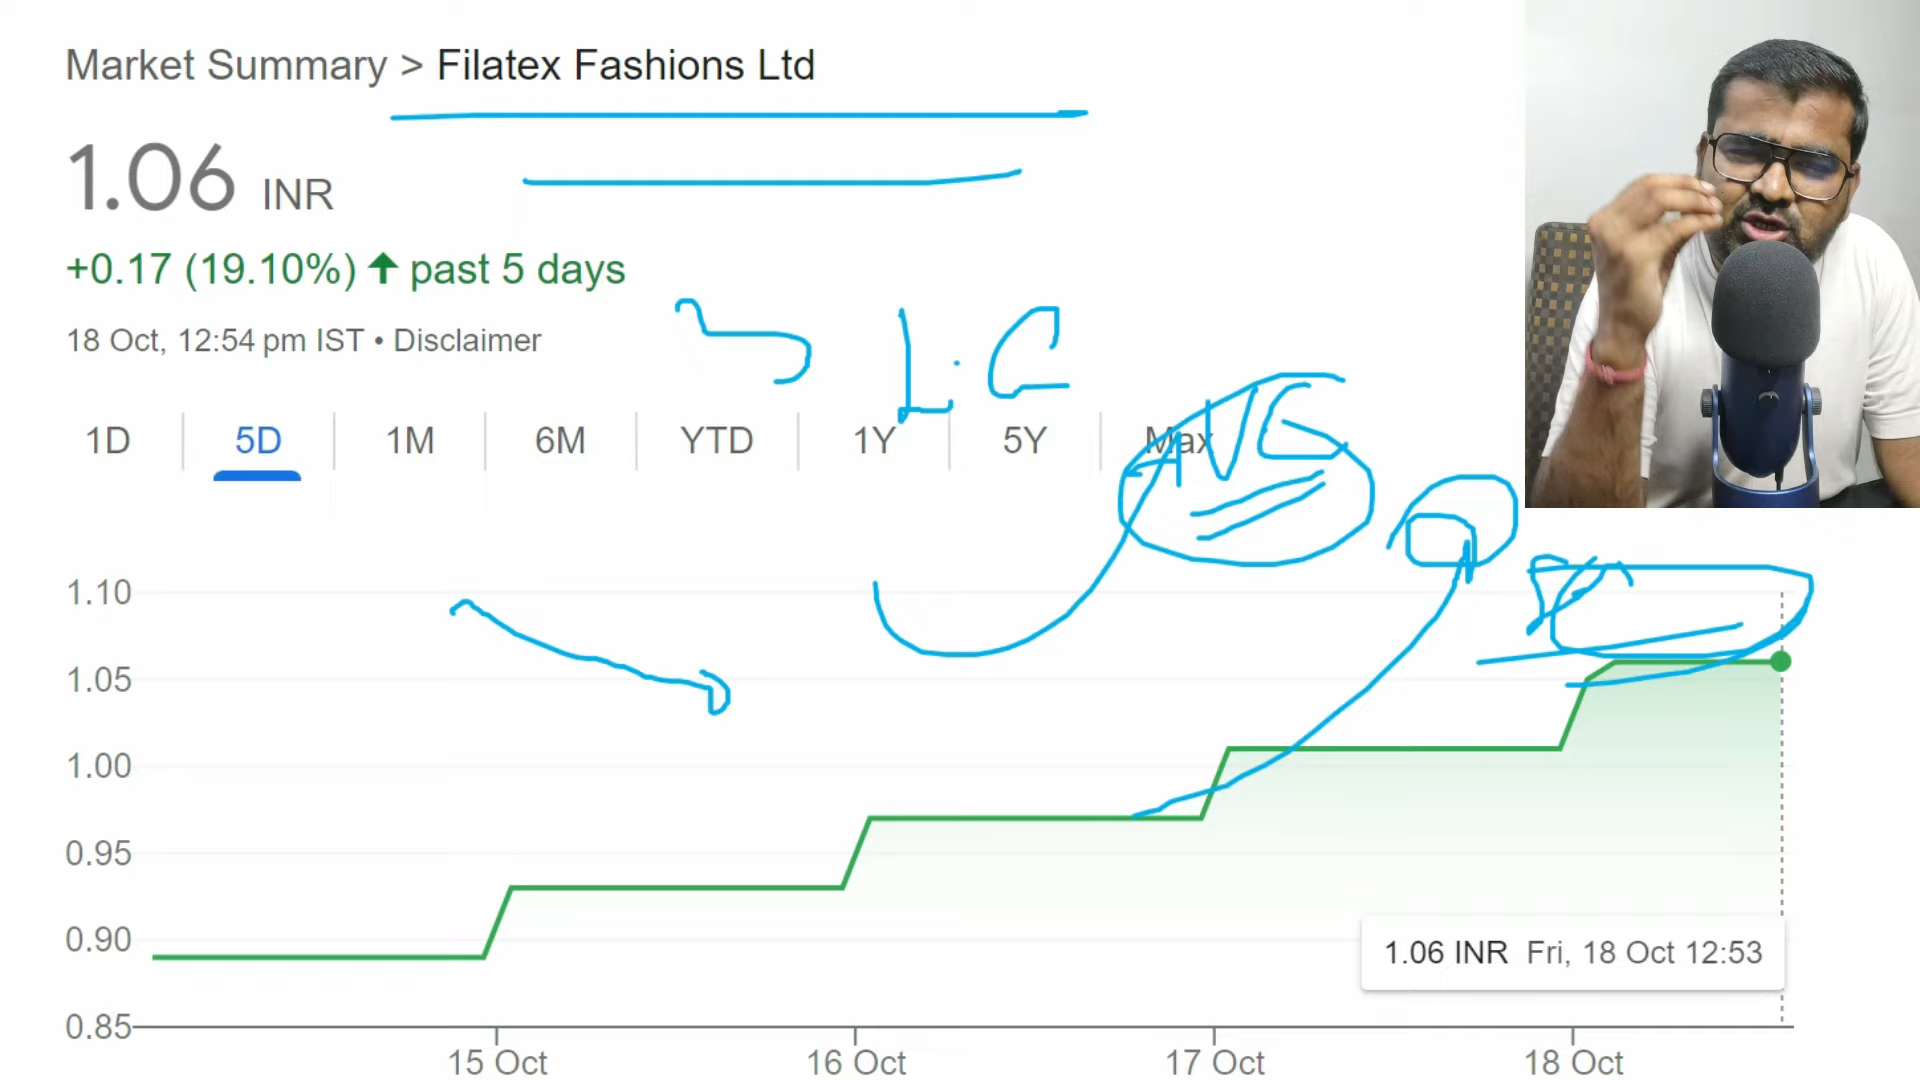 Market Summary > Filatex Fashions Ltd
1.06 INR
+0.17 (19.10%) ↑ past 5 days
18 Oct, 12:54 pm IST • Disclaimer
LiC
1D 5D 1M 6M YTD 1Y 5Y Max
AVG
1.10
1.05
1.00
0.95
0.90
1.06 INR Fri, 18 Oct 12:53
0.85
15 Oct 16 Oct 17 Oct 18 Oct